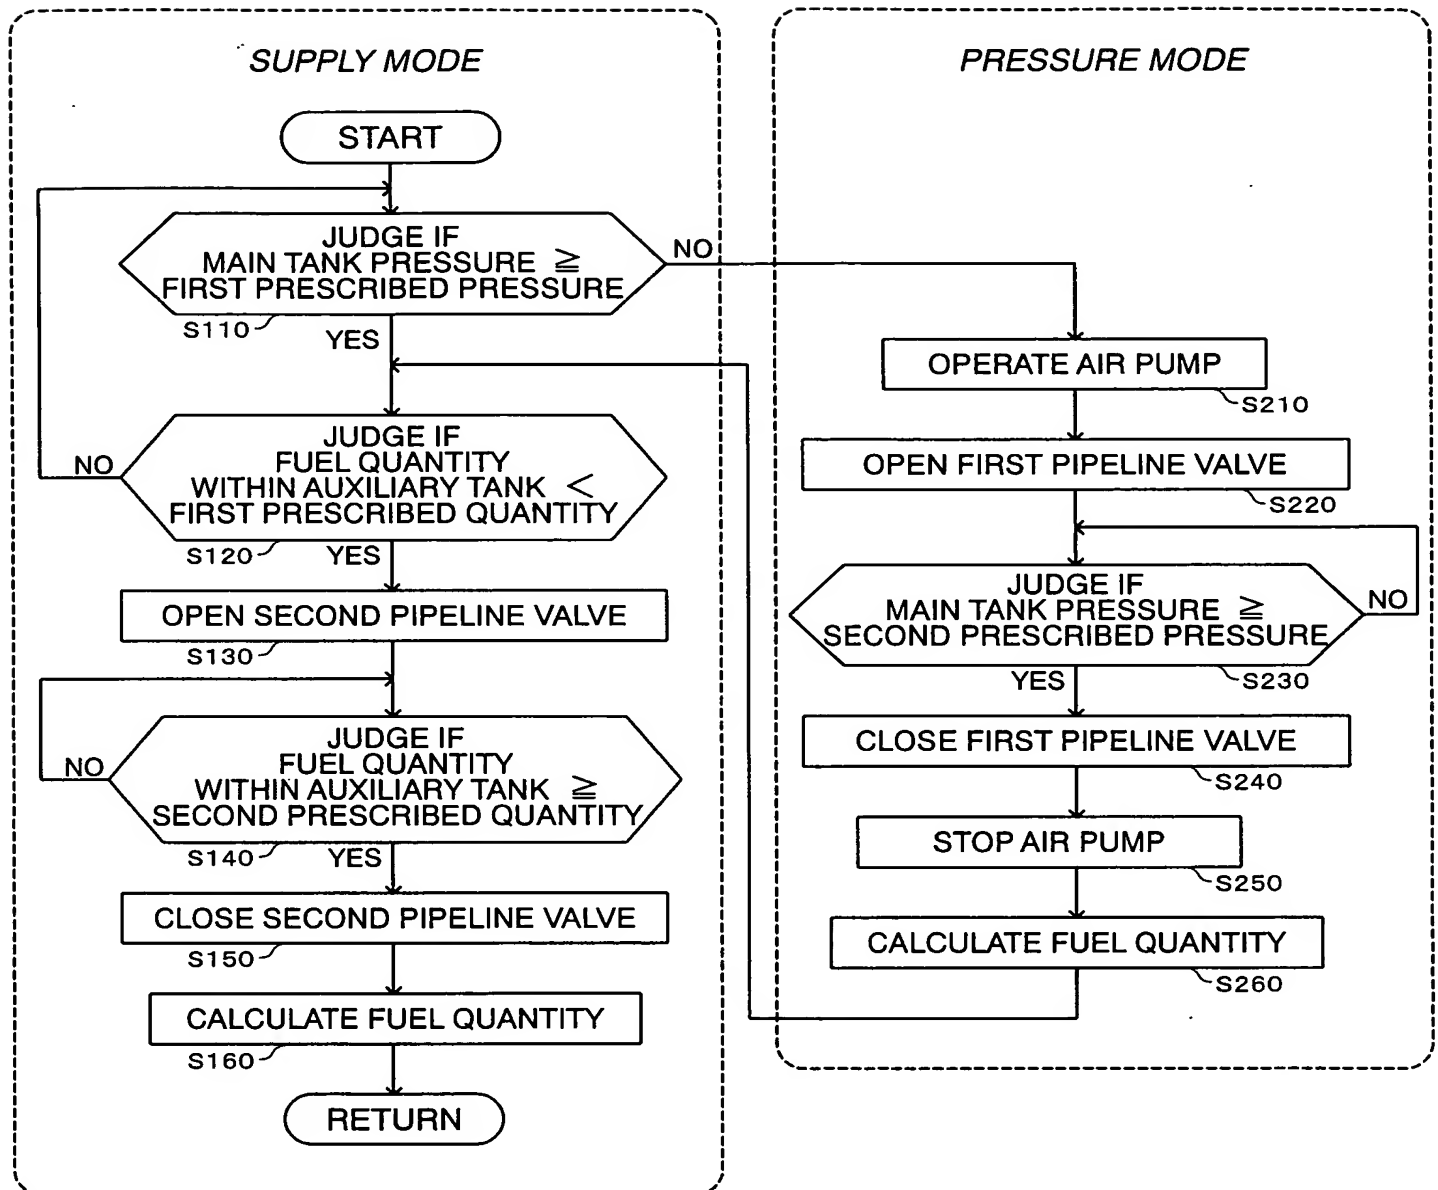 SUPPLY MODE
START
JUDGE IF
MAIN TANK PRESSURE ≧
FIRST PRESCRIBED PRESSURE
NO
S110
YES
JUDGE IF
FUEL QUANTITY
WITHIN AUXILIARY TANK <
FIRST PRESCRIBED QUANTITY
NO
S120
YES
OPEN SECOND PIPELINE VALVE
S130
JUDGE IF
FUEL QUANTITY
WITHIN AUXILIARY TANK ≧
SECOND PRESCRIBED QUANTITY
NO
S140
YES
CLOSE SECOND PIPELINE VALVE
S150
CALCULATE FUEL QUANTITY
S160
RETURN
PRESSURE MODE
OPERATE AIR PUMP
S210
OPEN FIRST PIPELINE VALVE
S220
JUDGE IF
MAIN TANK PRESSURE ≧
SECOND PRESCRIBED PRESSURE
NO
YES
S230
CLOSE FIRST PIPELINE VALVE
S240
STOP AIR PUMP
S250
CALCULATE FUEL QUANTITY
S260